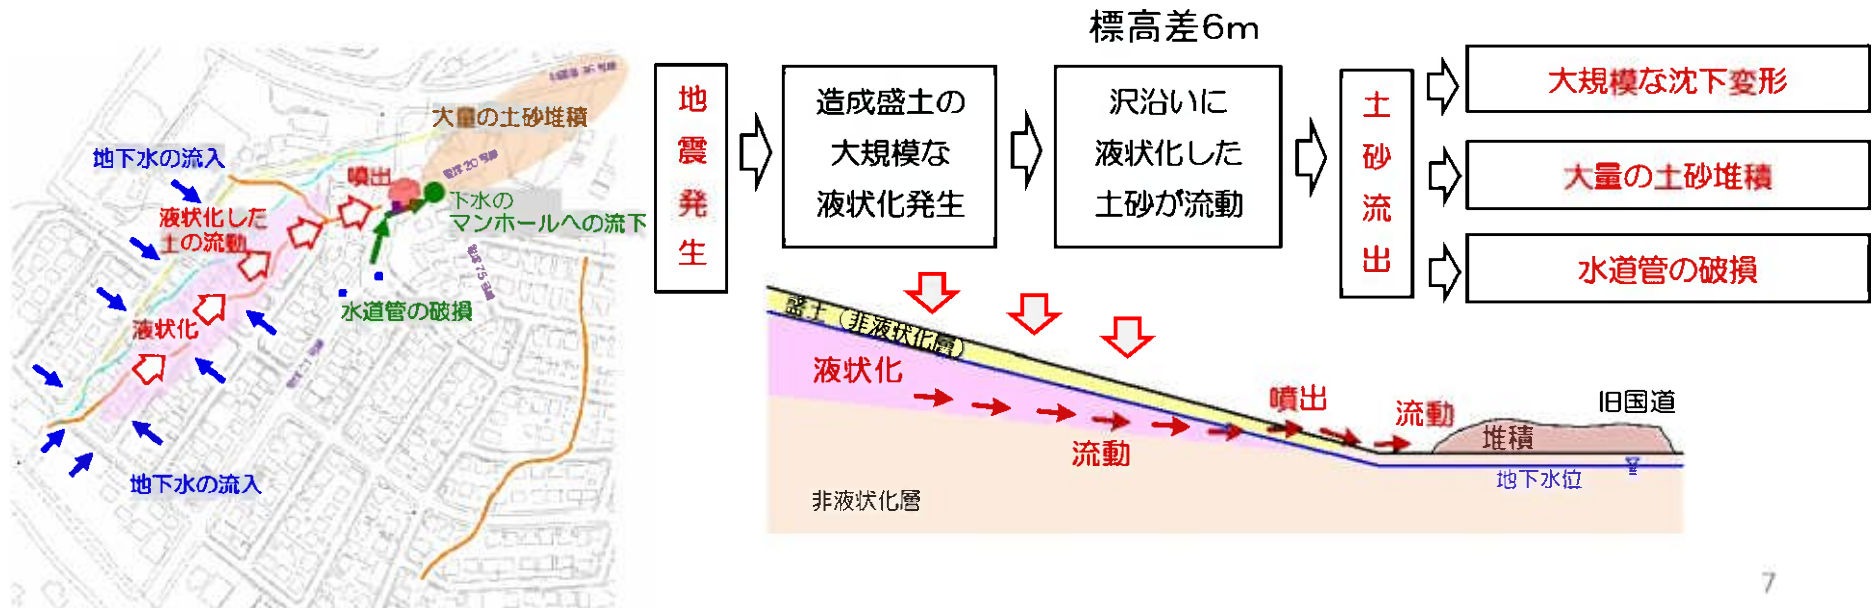 標高差6m
大量の土砂堆積
地下水の流入
噴出
下水の
マンホールへの流下
液状化した
土の流動
水道管の破損
液状化
地下水の流入
地震発生
造成盛土の
大規模な
液状化発生
沢沿いに
液状化した
土砂が流動
土砂流出
大規模な沈下変形
大量の土砂堆積
水道管の破損
盛土（非液状化層）
液状化
流動
噴出
流動
旧国道
堆積
地下水位
非液状化層
7